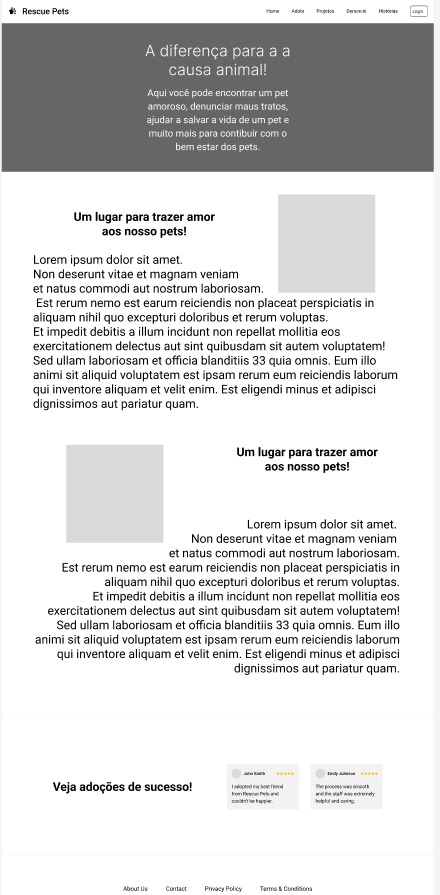 Rescue Pets
Home Adote Projetos Denuncie Histórias Login
A diferença para a a
causa animal!
Aqui você pode encontrar um pet
amoroso, denunciar maus tratos,
ajudar a salvar a vida de um pet e
muito mais para contibuir com o
bem estar dos pets.
Um lugar para trazer amor
aos nosso pets!
Lorem ipsum dolor sit amet.
Non deserunt vitae et magnam veniam
et natus commodi aut nostrum laboriosam.
Est rerum nemo est earum reiciendis non placeat perspiciatis in
aliquam nihil quo excepturi doloribus et rerum voluptas.
Et impedit debitis a illum incidunt non repellat mollitia eos
exercitationem delectus aut sint quibusdam sit autem voluptatem!
Sed ullam laboriosam et officia blanditiis 33 quia omnis. Eum illo
animi sit aliquid voluptatem est ipsam rerum eum reiciendis laborum
qui inventore aliquam et velit enim. Est eligendi minus et adipisci
dignissimos aut pariatur quam.
Um lugar para trazer amor
aos nosso pets!
Lorem ipsum dolor sit amet.
Non deserunt vitae et magnam veniam
et natus commodi aut nostrum laboriosam.
Est rerum nemo est earum reiciendis non placeat perspiciatis in
aliquam nihil quo excepturi doloribus et rerum voluptas.
Et impedit debitis a illum incidunt non repellat mollitia eos
exercitationem delectus aut sint quibusdam sit autem voluptatem!
Sed ullam laboriosam et officia blanditiis 33 quia omnis. Eum illo
animi sit aliquid voluptatem est ipsam rerum eum reiciendis laborum
qui inventore aliquam et velit enim. Est eligendi minus et adipisci
dignissimos aut pariatur quam.
Veja adoções de sucesso!
John Smith
I adopted my best friend
from Rescue Pets and
couldn't be happier.
Emily Johnson
The process was smooth
and the staff was extremely
helpful and caring.
About Us Contact Privacy Policy Terms & Conditions